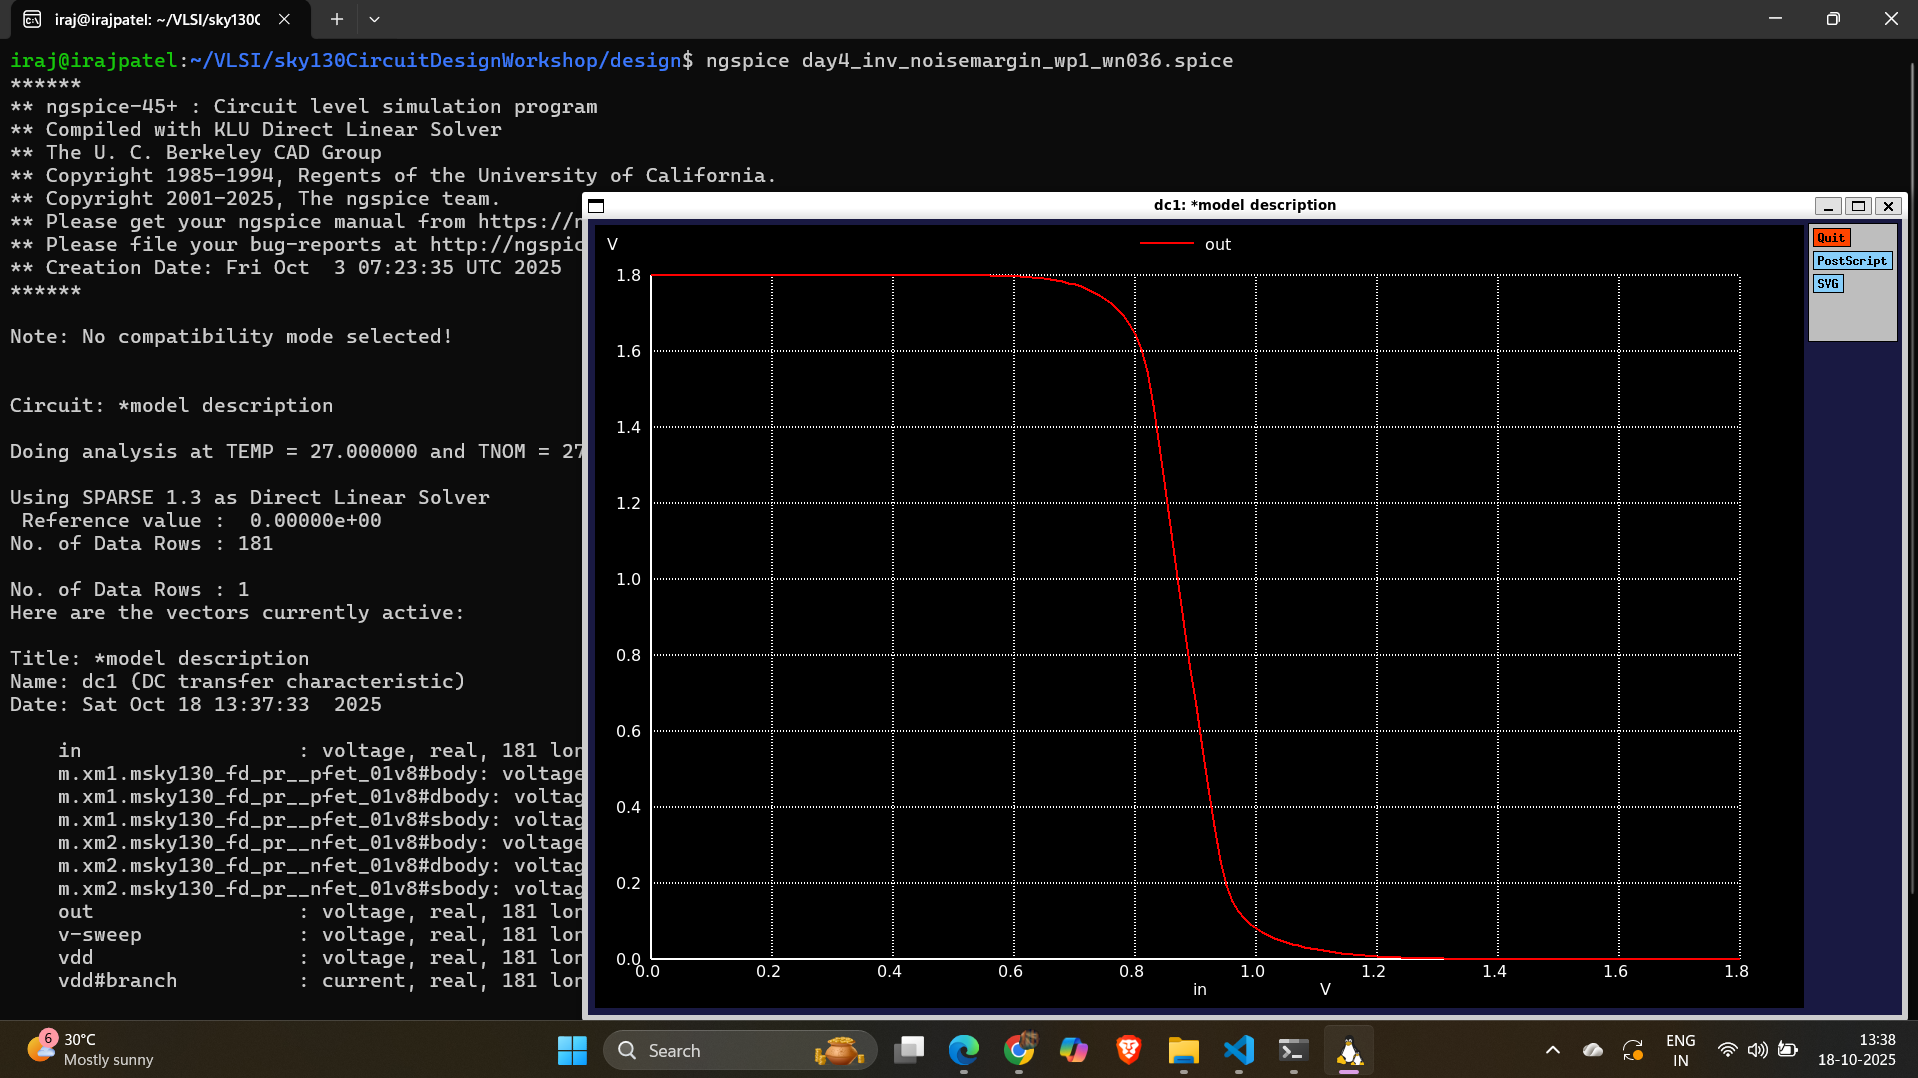 iraj@irajpatel: ~/VLSI/sky130C
iraj@irajpatel:~/VLSI/sky130CircuitDesignWorkshop/design$ ngspice day4_inv_noisemargin_wp1_wn036.spice
******
** ngspice-45+ : Circuit level simulation program
** Compiled with KLU Direct Linear Solver
** The U. C. Berkeley CAD Group
** Copyright 1985-1994, Regents of the University of California.
** Copyright 2001-2025, The ngspice team.
** Please get your ngspice manual from https://n
** Please file your bug-reports at http://ngspic
** Creation Date: Fri Oct  3 07:23:35 UTC 2025
******
Note: No compatibility mode selected!
Circuit: *model description
Doing analysis at TEMP = 27.000000 and TNOM = 27
Using SPARSE 1.3 as Direct Linear Solver
Reference value :  0.00000e+00
No. of Data Rows : 181
No. of Data Rows : 1
Here are the vectors currently active:
Title: *model description
Name: dc1 (DC transfer characteristic)
Date: Sat Oct 18 13:37:33  2025
in : voltage, real, 181 lon
m.xm1.msky130_fd_pr__pfet_01v8#body: voltage
m.xm1.msky130_fd_pr__pfet_01v8#dbody: voltag
m.xm1.msky130_fd_pr__pfet_01v8#sbody: voltag
m.xm2.msky130_fd_pr__nfet_01v8#body: voltage
m.xm2.msky130_fd_pr__nfet_01v8#dbody: voltag
m.xm2.msky130_fd_pr__nfet_01v8#sbody: voltag
out : voltage, real, 181 lon
v-sweep : voltage, real, 181 lon
vdd : voltage, real, 181 lon
vdd#branch : current, real, 181 lon
dc1: *model description
Quit
PostScript
SVG
V
out
1.8
1.6
1.4
1.2
1.0
0.8
0.6
0.4
0.2
0.0
0.0 0.2 0.4 0.6 0.8 1.0 1.2 1.4 1.6 1.8
in V
6
30°C
Mostly sunny
Search
ENG
IN
13:38
18-10-2025